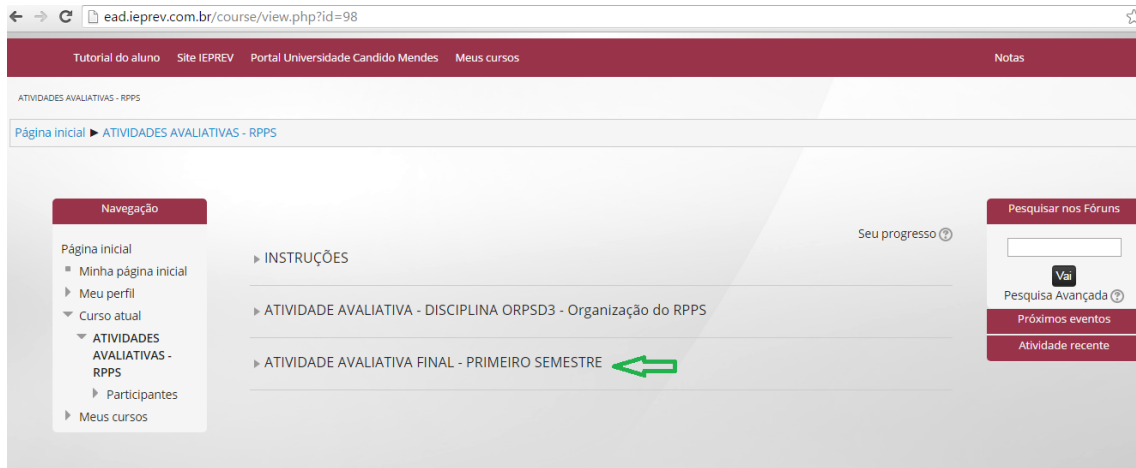 ead.ieprev.com.br/course/view.php?id=98
Tutorial do aluno Site IEPREV Portal Universidade Candido Mendes Meus cursos Notas
ATIVIDADES AVALIATIVAS - RPPS
Página inicial ► ATIVIDADES AVALIATIVAS - RPPS
Navegação
Página inicial
Minha página inicial
Meu perfil
Curso atual
ATIVIDADES
AVALIATIVAS -
RPPS
Participantes
Meus cursos
Seu progresso
INSTRUÇÕES
ATIVIDADE AVALIATIVA - DISCIPLINA ORPSD3 - Organização do RPPS
ATIVIDADE AVALIATIVA FINAL - PRIMEIRO SEMESTRE
Pesquisar nos Fóruns
Vai
Pesquisa Avançada
Próximos eventos
Atividade recente